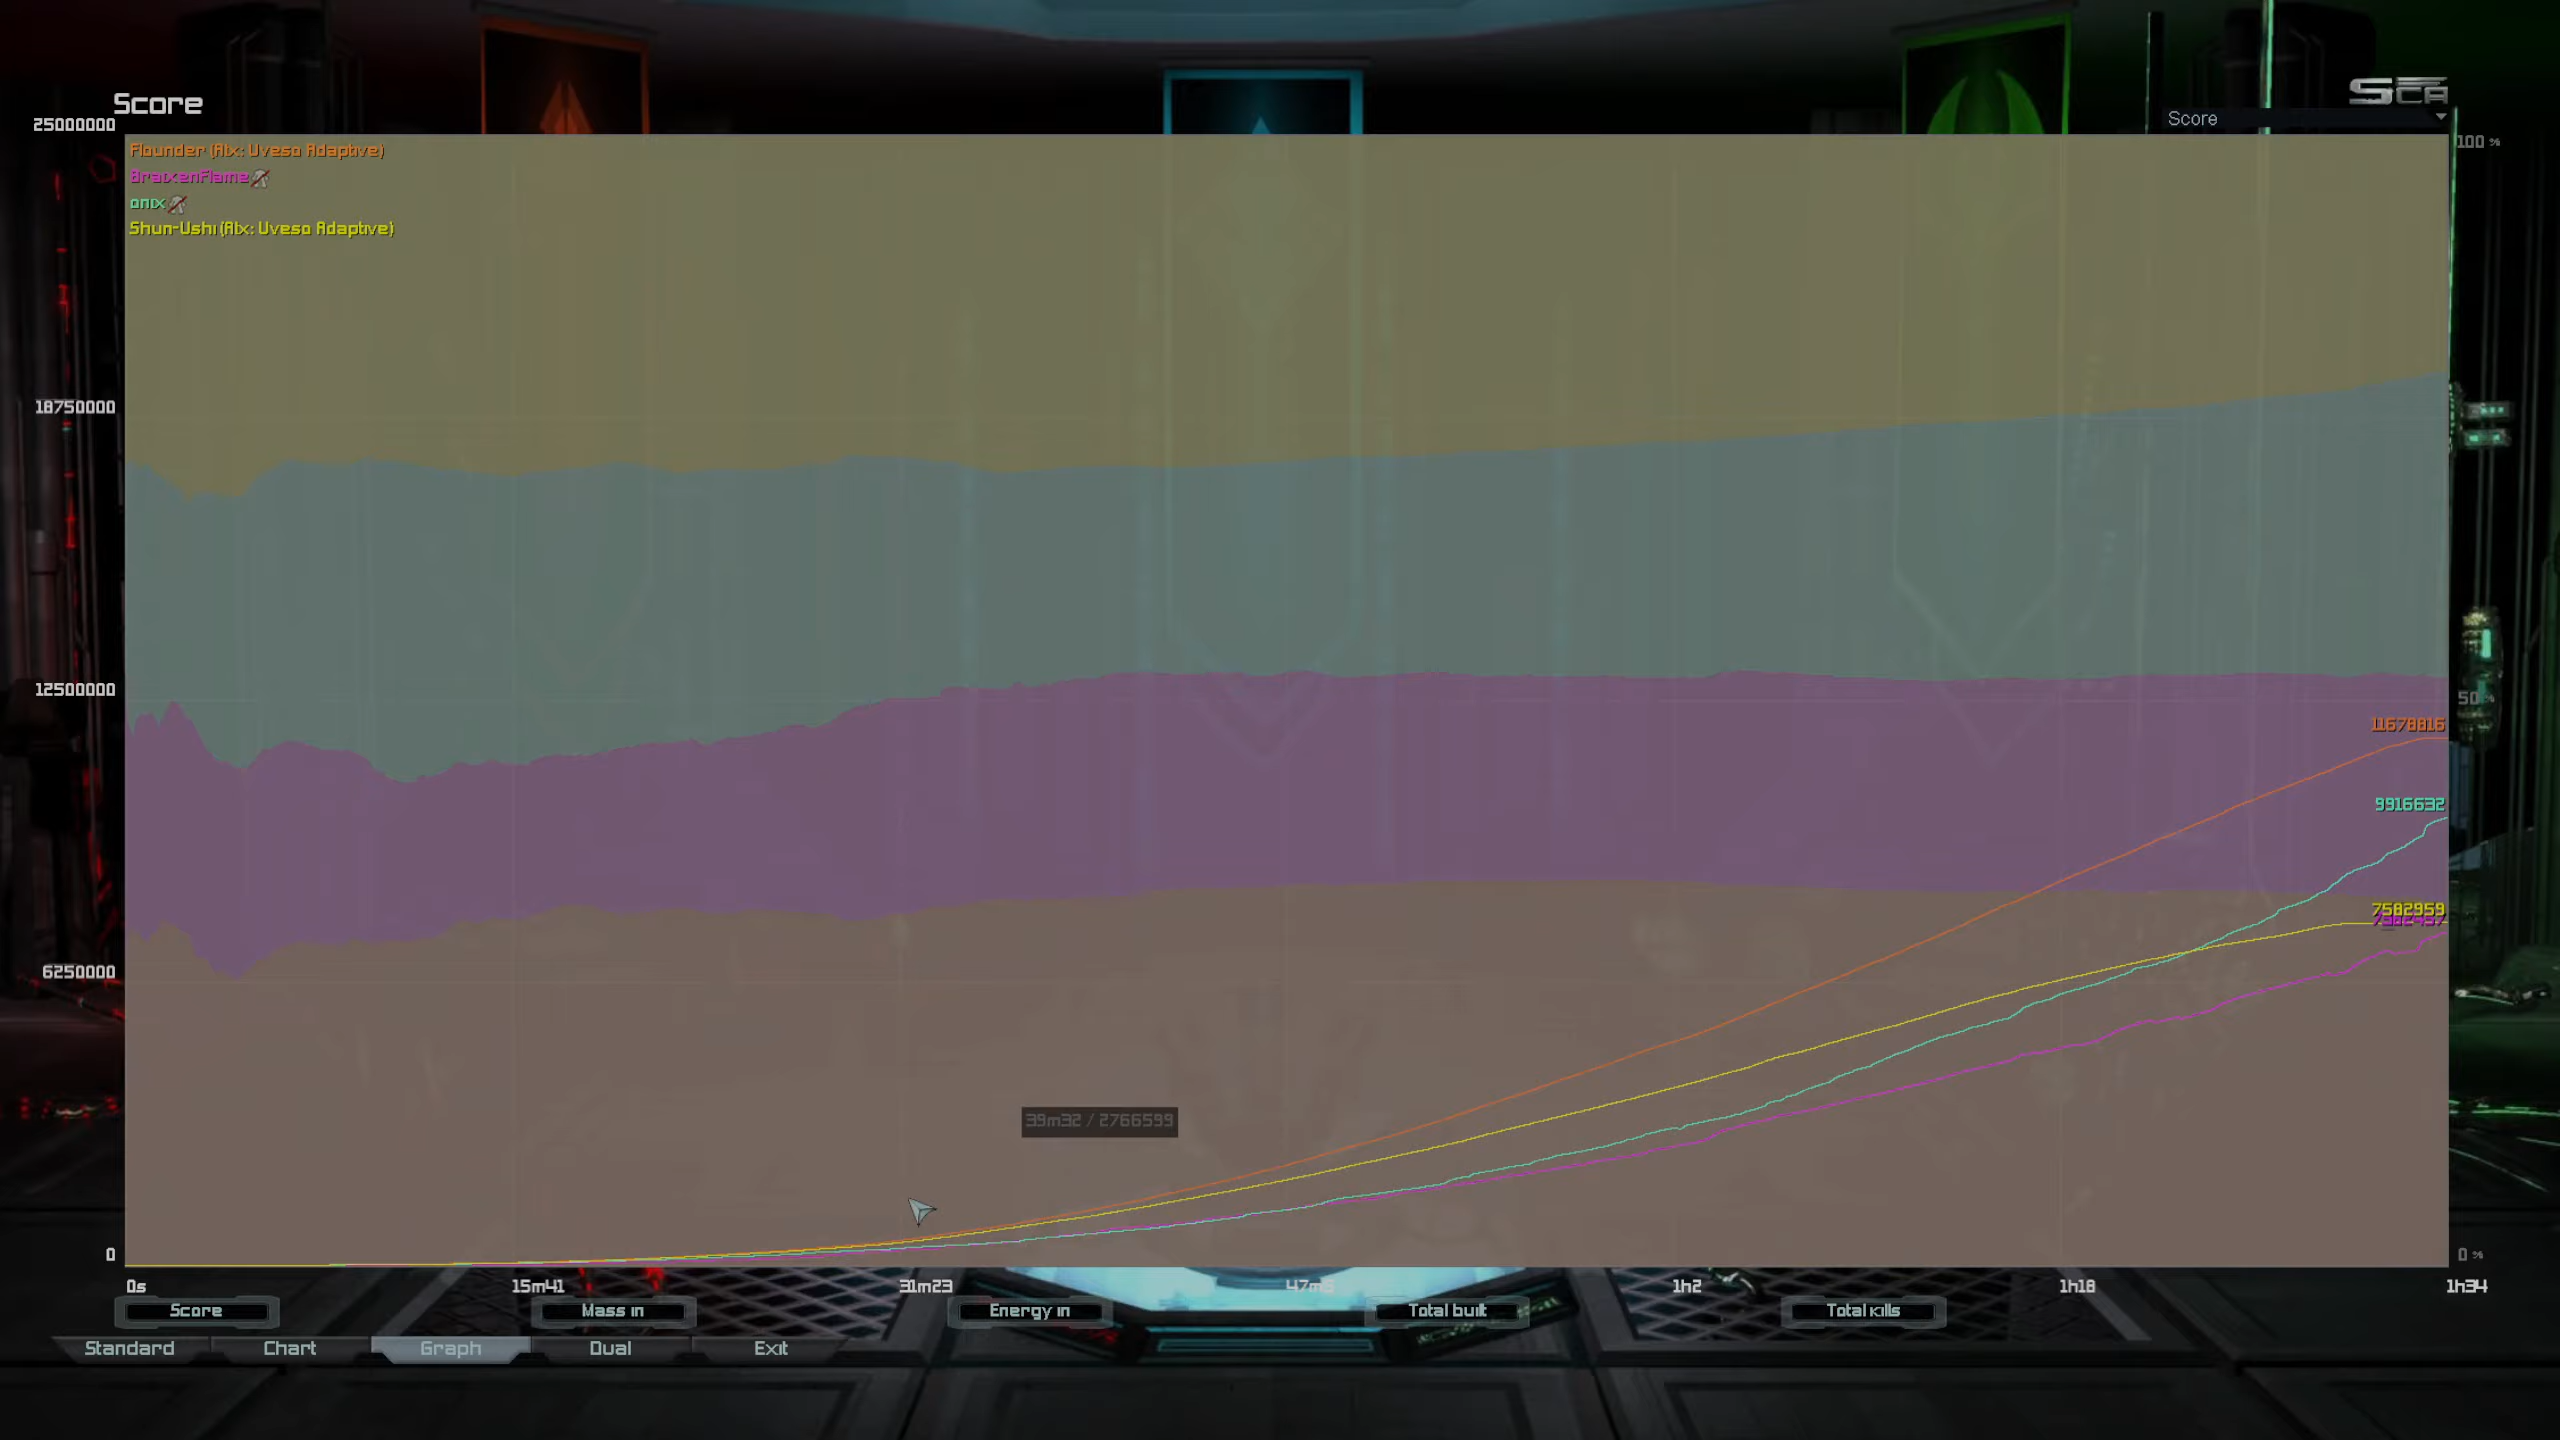 Score
SCA
Score
25000000
100 %
Flounder (AIx: Uveso Adaptive)
BraixenFlame
onix
Shun-Ushi (AIx: Uveso Adaptive)
18750000
12500000
50 %
11678816
9916632
7582959
6250000
39m32 / 2766599
0
0 %
0s
15m41
31m23
1h2
1h18
1h34
Score
Mass in
Energy in
Total built
Total kills
Standard
Chart
Graph
Dual
Exit